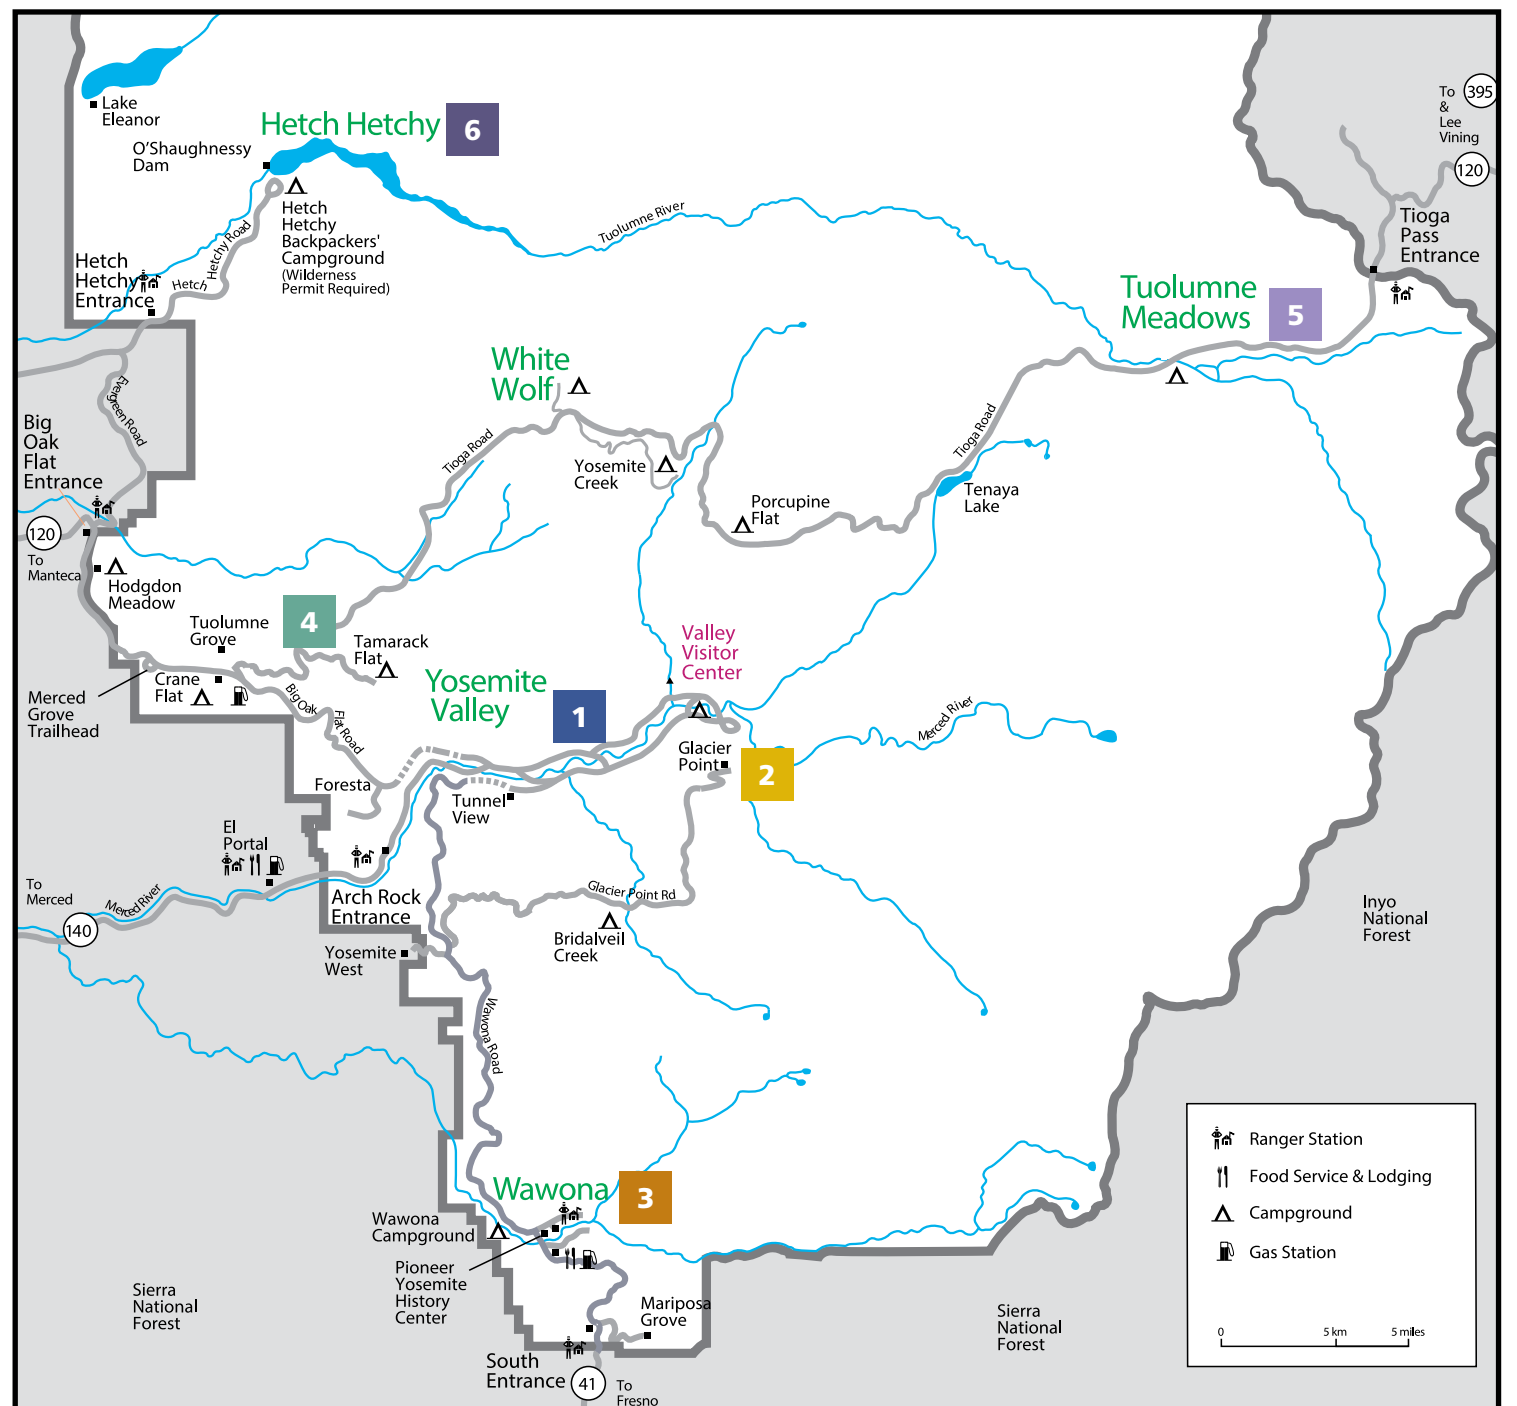 Lake
Eleanor
Hetch Hetchy
6
O'Shaughnessy
Dam
Hetch
Hetchy
Backpackers'
Campground
(Wilderness
Permit Required)
Hetchy Road
Hetch
Hetch
Hetchy
Entrance
Tuolumne River
To
395
&
Lee
Vining
120
Tioga
Pass
Entrance
Tuolumne
Meadows
5
White
Wolf
Evergreen Road
Big
Oak
Flat
Entrance
120
To
Manteca
Hodgdon
Meadow
Tioga Road
Yosemite
Creek
Porcupine
Flat
Tioga Road
Tenaya
Lake
4
Tuolumne
Grove
Tamarack
Flat
Crane
Flat
Merced
Grove
Trailhead
Big Oak
Flat Road
Yosemite
Valley
1
Valley
Visitor
Center
Merced River
Glacier
Point
2
Foresta
Tunnel
View
El
Portal
To
Merced
Merced River
140
Arch Rock
Entrance
Glacier Point Rd
Bridalveil
Creek
Yosemite
West
Inyo
National
Forest
Wawona Road
Wawona
3
Wawona
Campground
Pioneer
Yosemite
History
Center
Mariposa
Grove
South
Entrance
41
To
Fresno
Sierra
National
Forest
Sierra
National
Forest
Ranger Station
Food Service & Lodging
Campground
Gas Station
0
5 km
5 miles